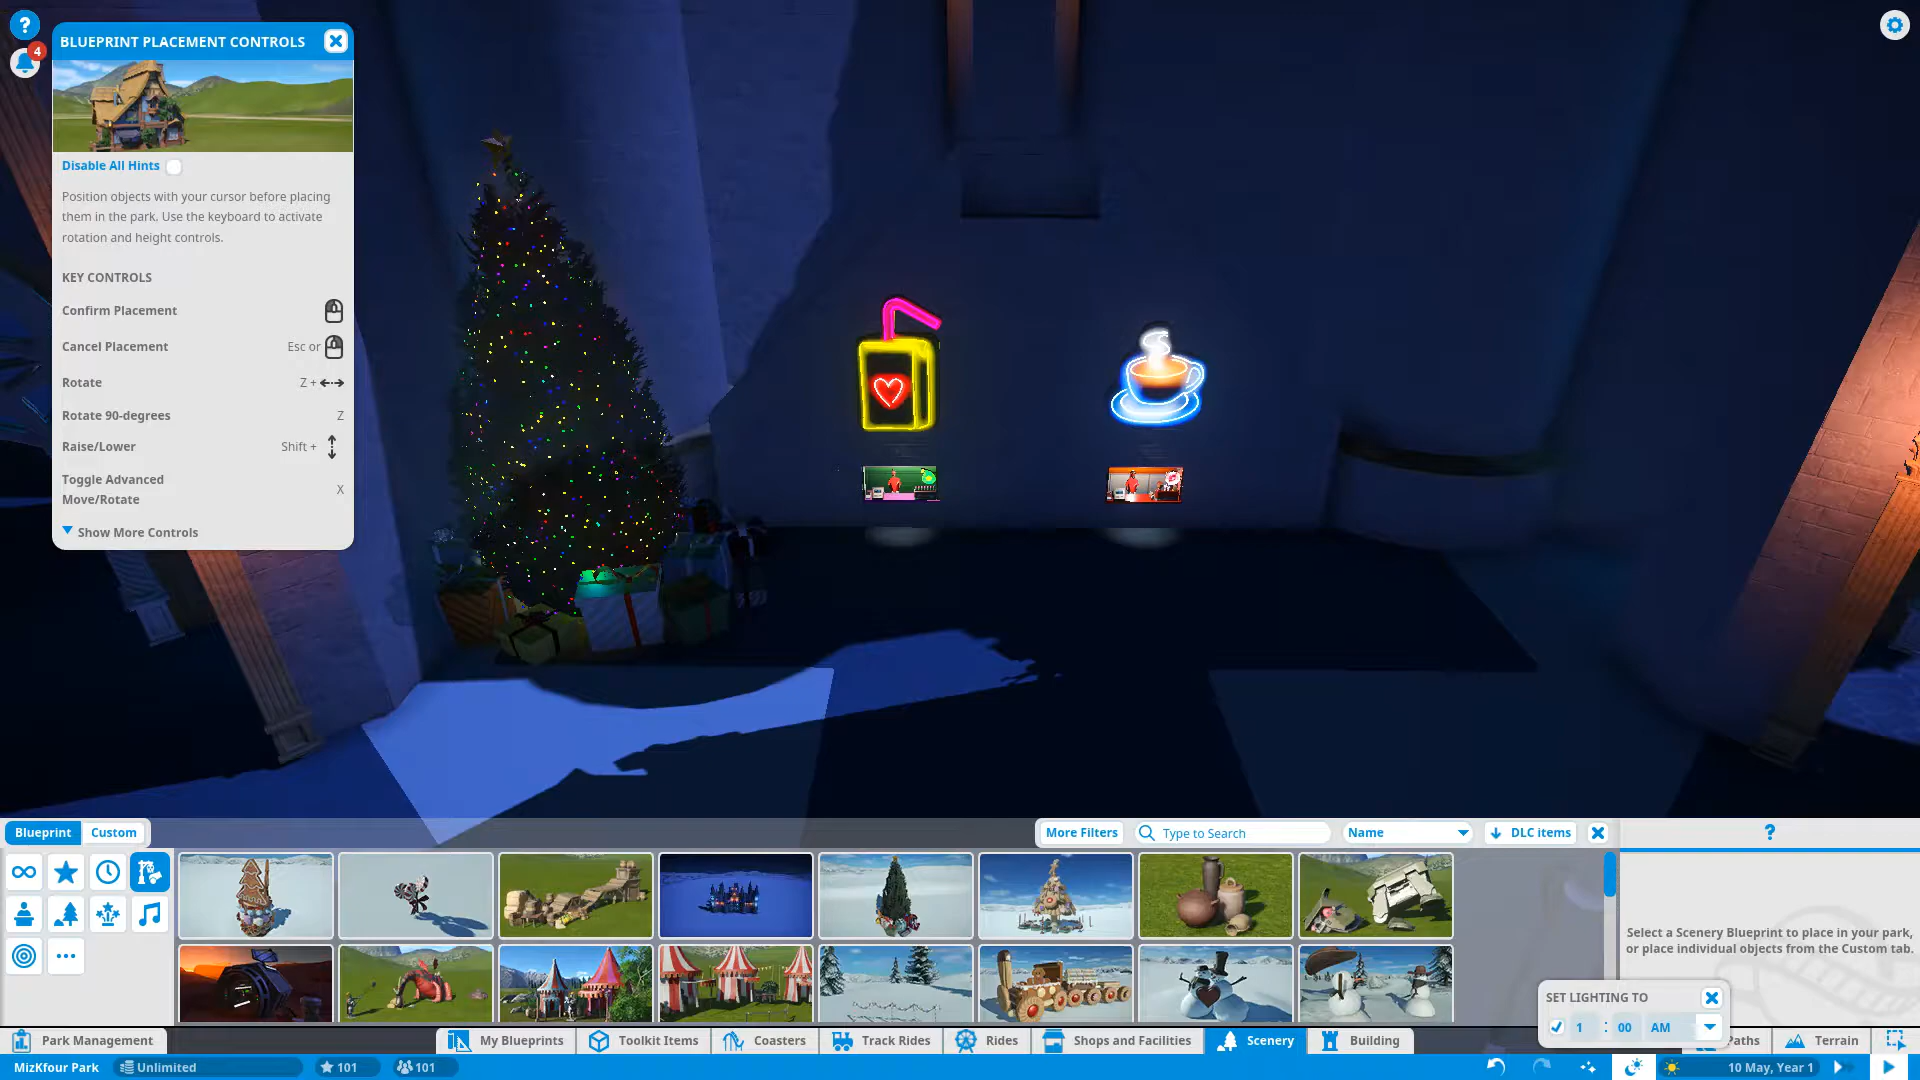 ?
4
BLUEPRINT PLACEMENT CONTROLS
Disable All Hints
Position objects with your cursor before placing
them in the park. Use the keyboard to activate
rotation and height controls.
KEY CONTROLS
Confirm Placement
Cancel Placement Esc or
Rotate Z +
Rotate 90-degrees Z
Raise/Lower Shift +
Toggle Advanced
Move/Rotate X
Show More Controls
Blueprint Custom
More Filters Type to Search Name DLC items ?
Select a Scenery Blueprint to place in your park,
or place individual objects from the Custom tab.
SET LIGHTING TO
1 : 00 AM
Park Management My Blueprints Toolkit Items Coasters Track Rides Rides Shops and Facilities Scenery Building Paths Terrain
MizKfour Park Unlimited 101 101 10 May, Year 1